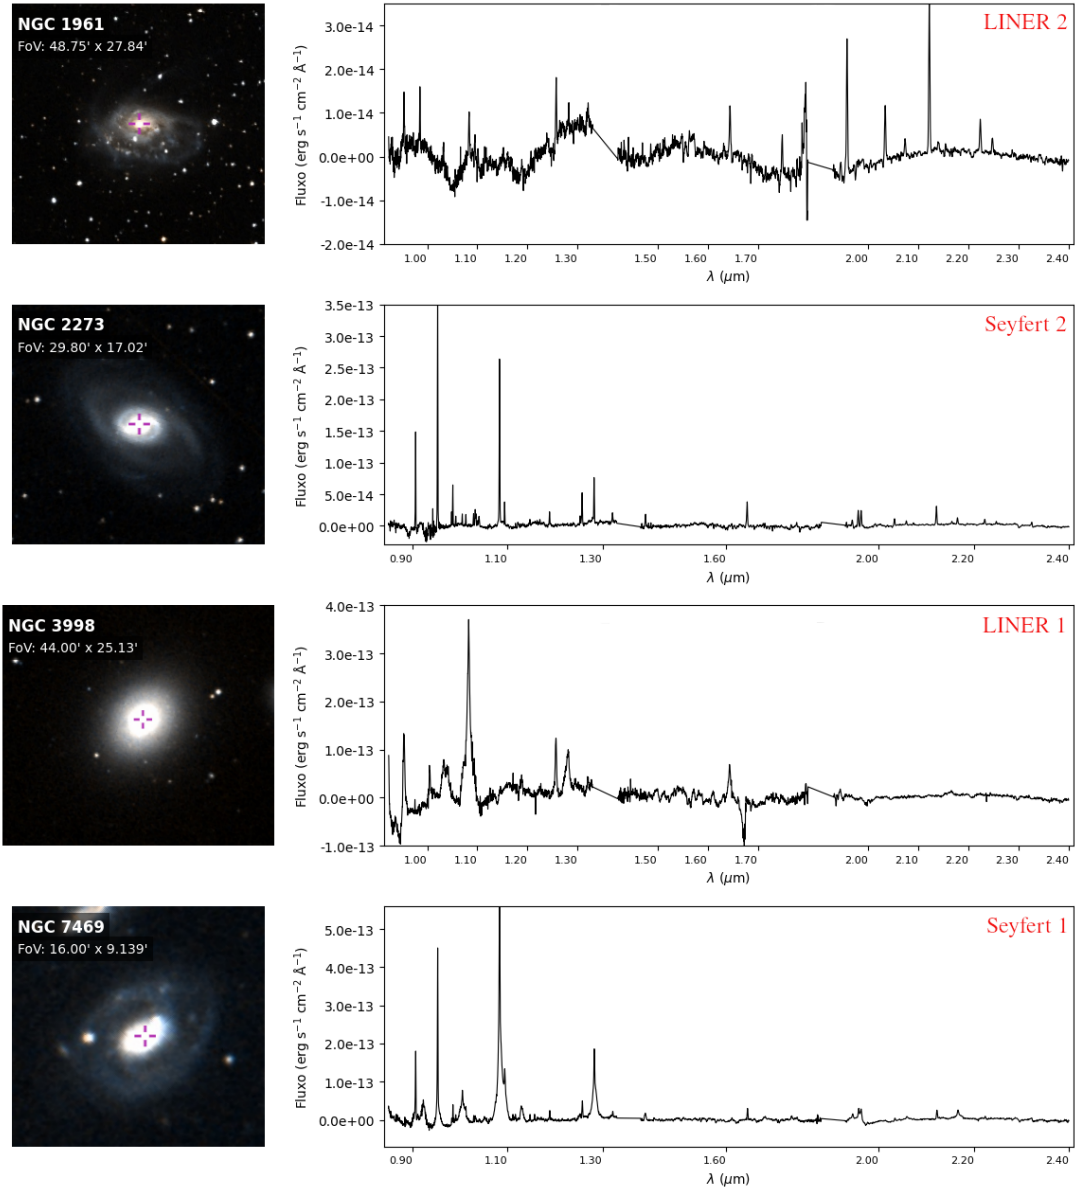 NGC 1961
FoV: 48.75' x 27.84'
LINER 2
Fluxo (erg s⁻¹ cm⁻² Å⁻¹)
3.0e-14
2.0e-14
1.0e-14
0.0e+00
-1.0e-14
-2.0e-14
1.00 1.10 1.20 1.30 1.50 1.60 1.70 2.00 2.10 2.20 2.30 2.40
λ (μm)
NGC 2273
FoV: 29.80' x 17.02'
Seyfert 2
Fluxo (erg s⁻¹ cm⁻² Å⁻¹)
3.5e-13
3.0e-13
2.5e-13
2.0e-13
1.5e-13
1.0e-13
5.0e-14
0.0e+00
0.90 1.10 1.30 1.60 2.00 2.20 2.40
λ (μm)
NGC 3998
FoV: 44.00' x 25.13'
LINER 1
Fluxo (erg s⁻¹ cm⁻² Å⁻¹)
4.0e-13
3.0e-13
2.0e-13
1.0e-13
0.0e+00
-1.0e-13
1.00 1.10 1.20 1.30 1.50 1.60 1.70 2.00 2.10 2.20 2.30 2.40
λ (μm)
NGC 7469
FoV: 16.00' x 9.139'
Seyfert 1
Fluxo (erg s⁻¹ cm⁻² Å⁻¹)
5.0e-13
4.0e-13
3.0e-13
2.0e-13
1.0e-13
0.0e+00
0.90 1.10 1.30 1.60 2.00 2.20 2.40
λ (μm)